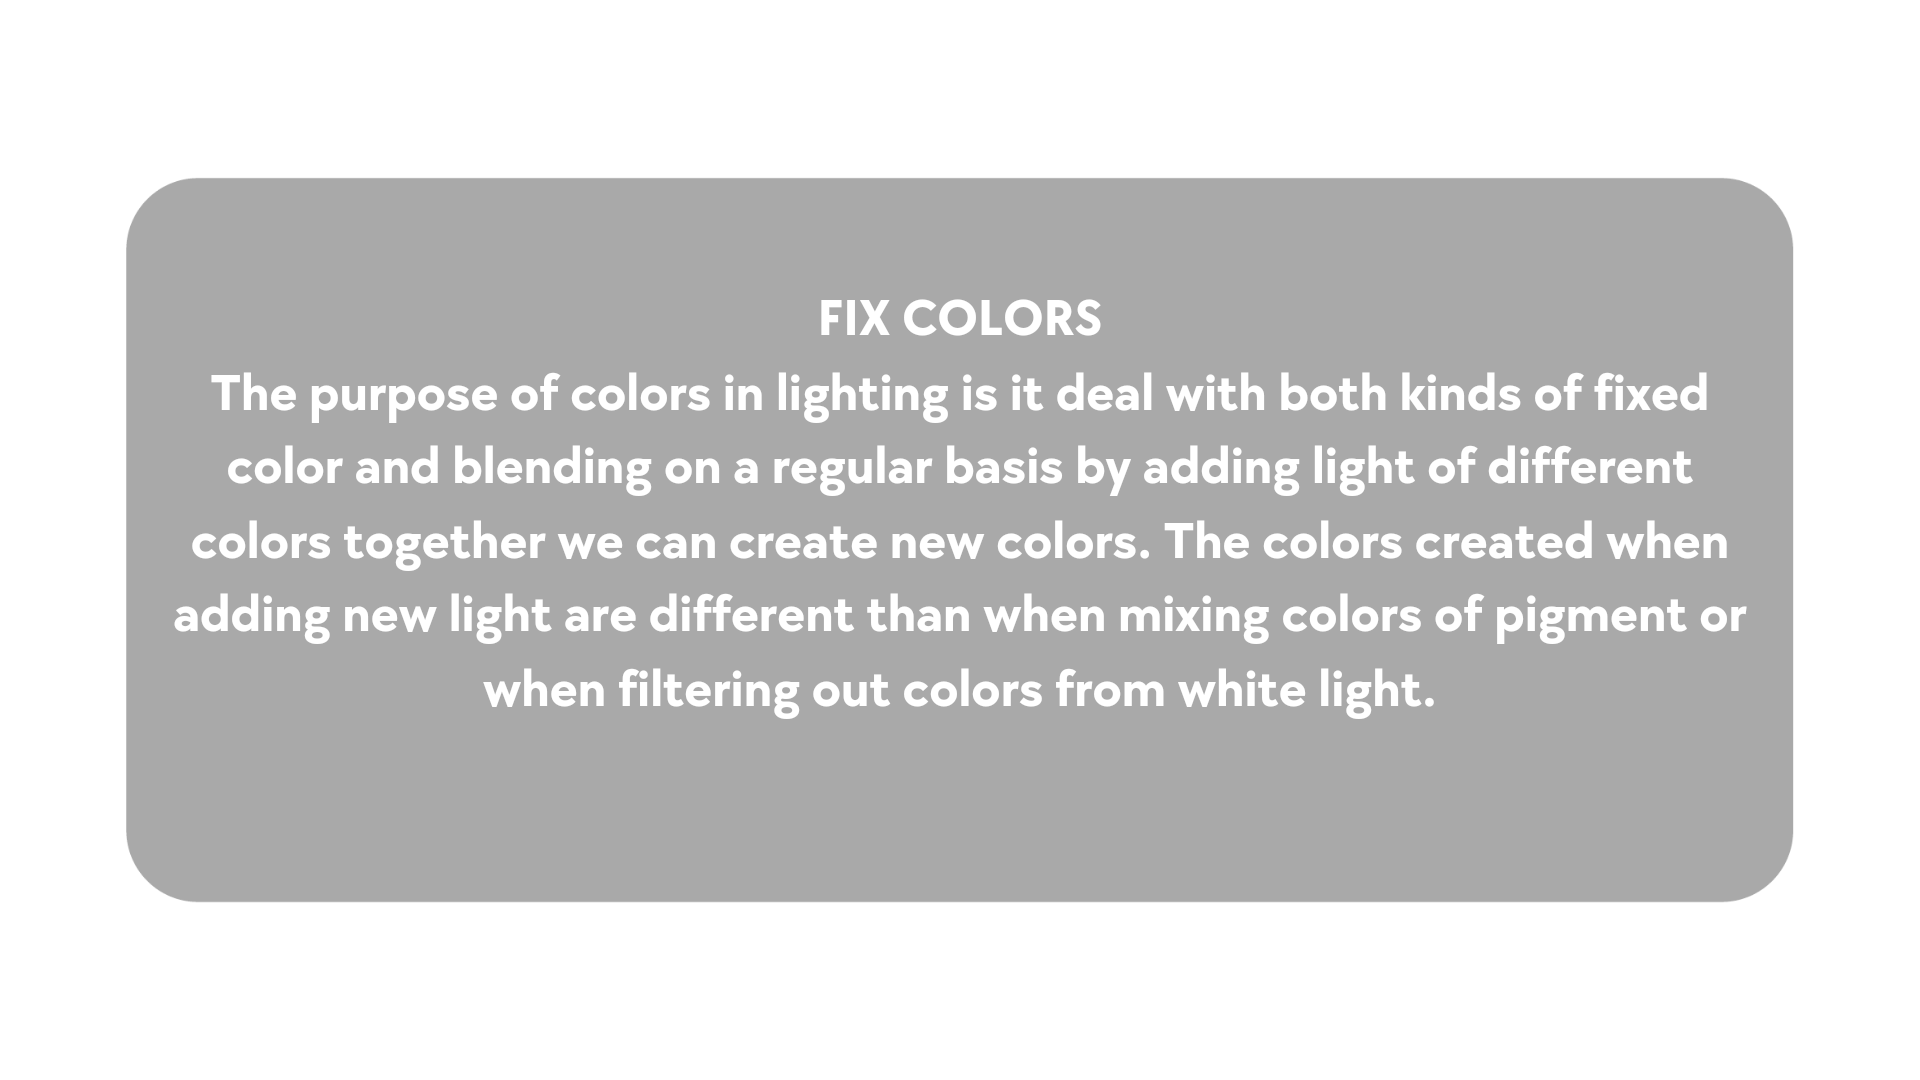 FIX COLORS
The purpose of colors in lighting is it deal with both kinds of fixed
color and blending on a regular basis by adding light of different
colors together we can create new colors. The colors created when
adding new light are different than when mixing colors of pigment or
when filtering out colors from white light.